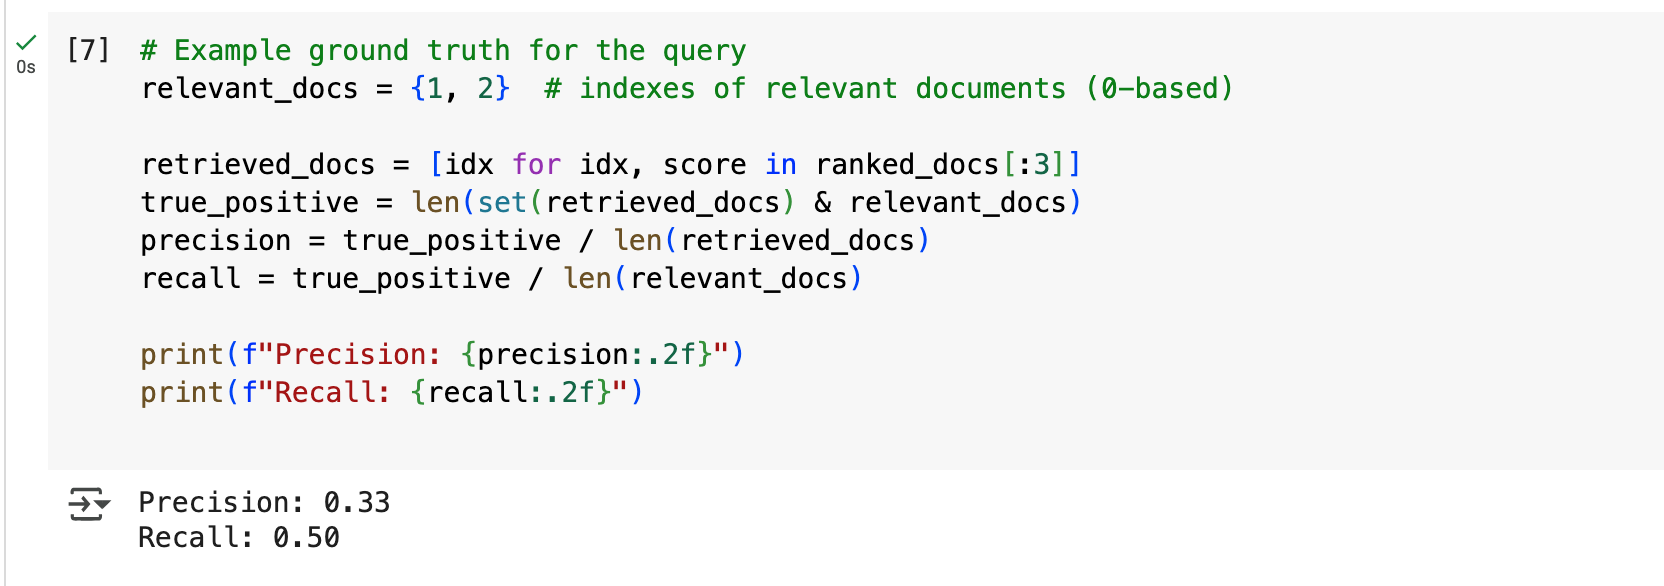 [7] # Example ground truth for the query
0s relevant_docs = {1, 2}  # indexes of relevant documents (0-based)
retrieved_docs = [idx for idx, score in ranked_docs[:3]]
true_positive = len(set(retrieved_docs) & relevant_docs)
precision = true_positive / len(retrieved_docs)
recall = true_positive / len(relevant_docs)
print(f"Precision: {precision:.2f}")
print(f"Recall: {recall:.2f}")
Precision: 0.33
Recall: 0.50